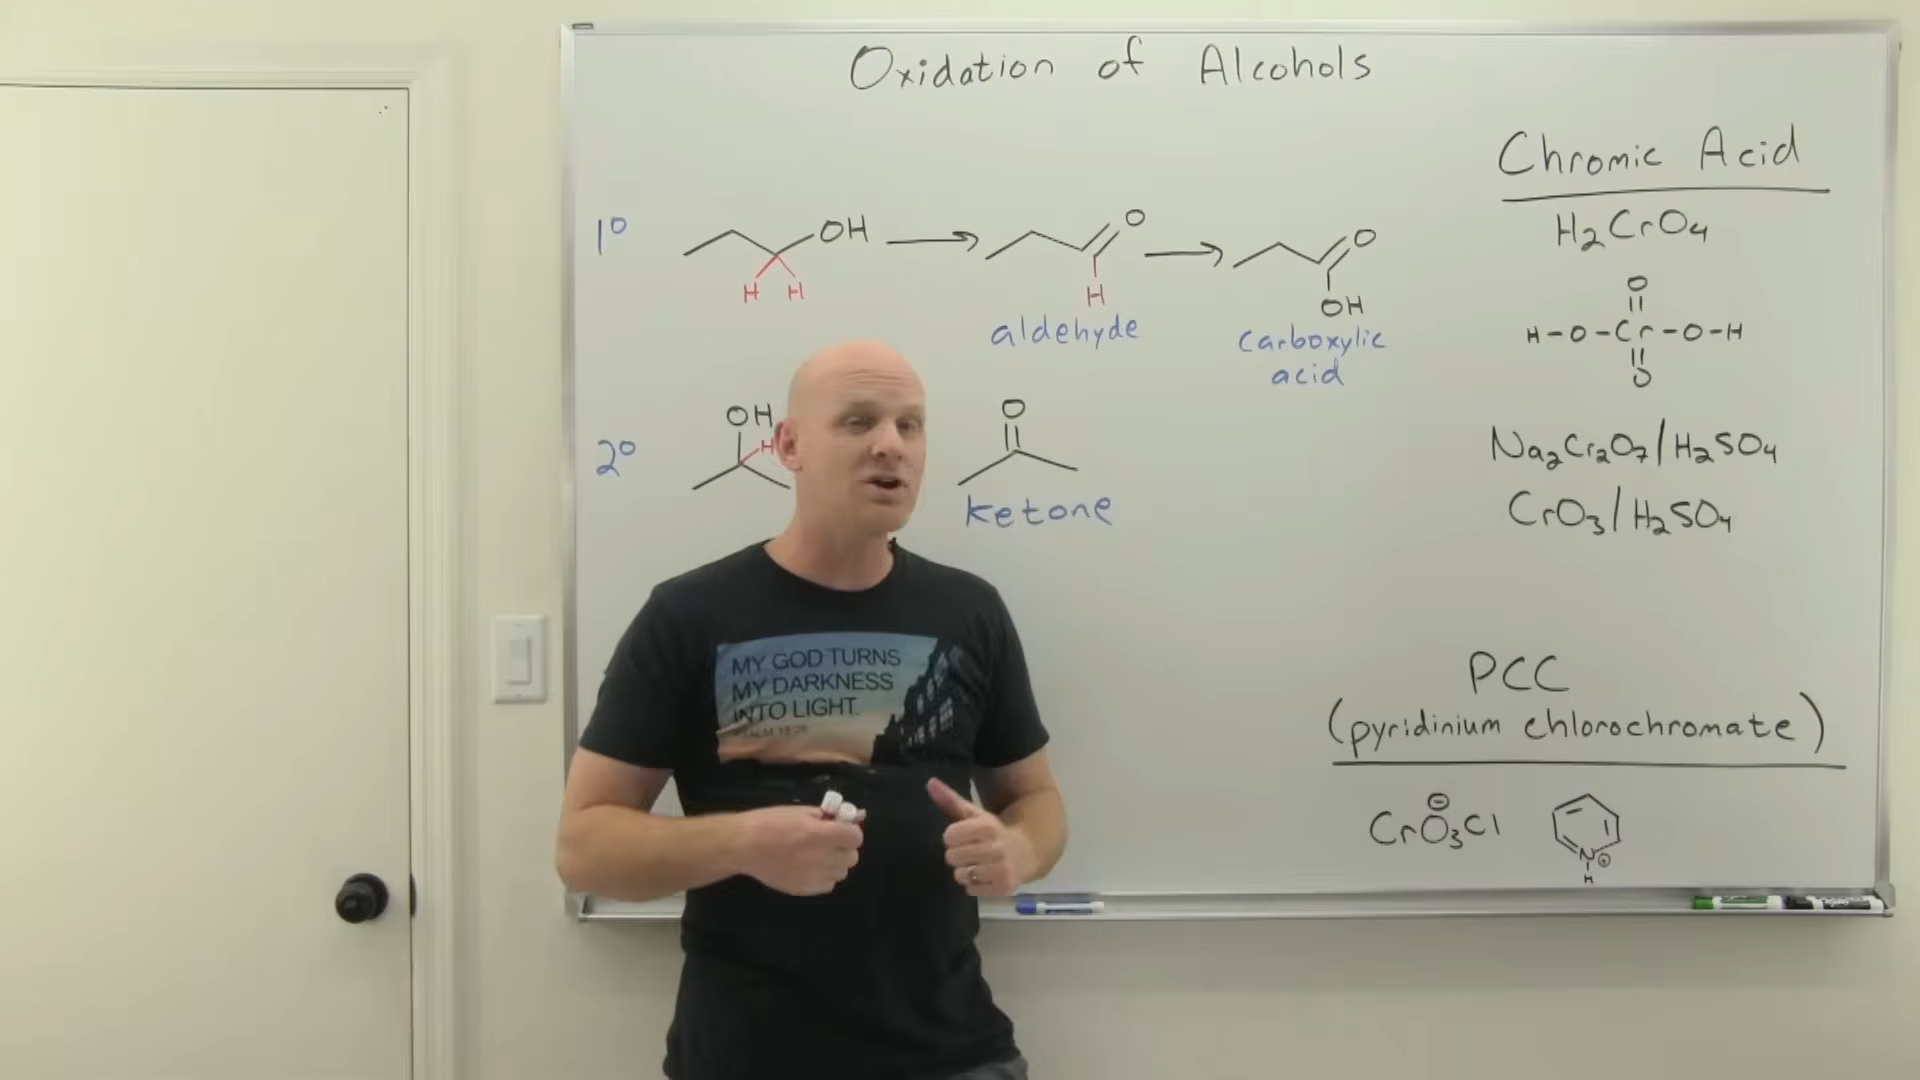 Oxidation of Alcohols
1° OH O O
H H H OH
aldehyde carboxylic
acid
2° OH H O
ketone
Chromic Acid
H₂CrO₄
O
H-O-Cr-O-H
O
Na₂Cr₂O₇/H₂SO₄
CrO₃/H₂SO₄
PCC
(pyridinium chlorochromate)
CrO₃Cl ⊖ N ⊕
H
MY GOD TURNS
MY DARKNESS
INTO LIGHT.